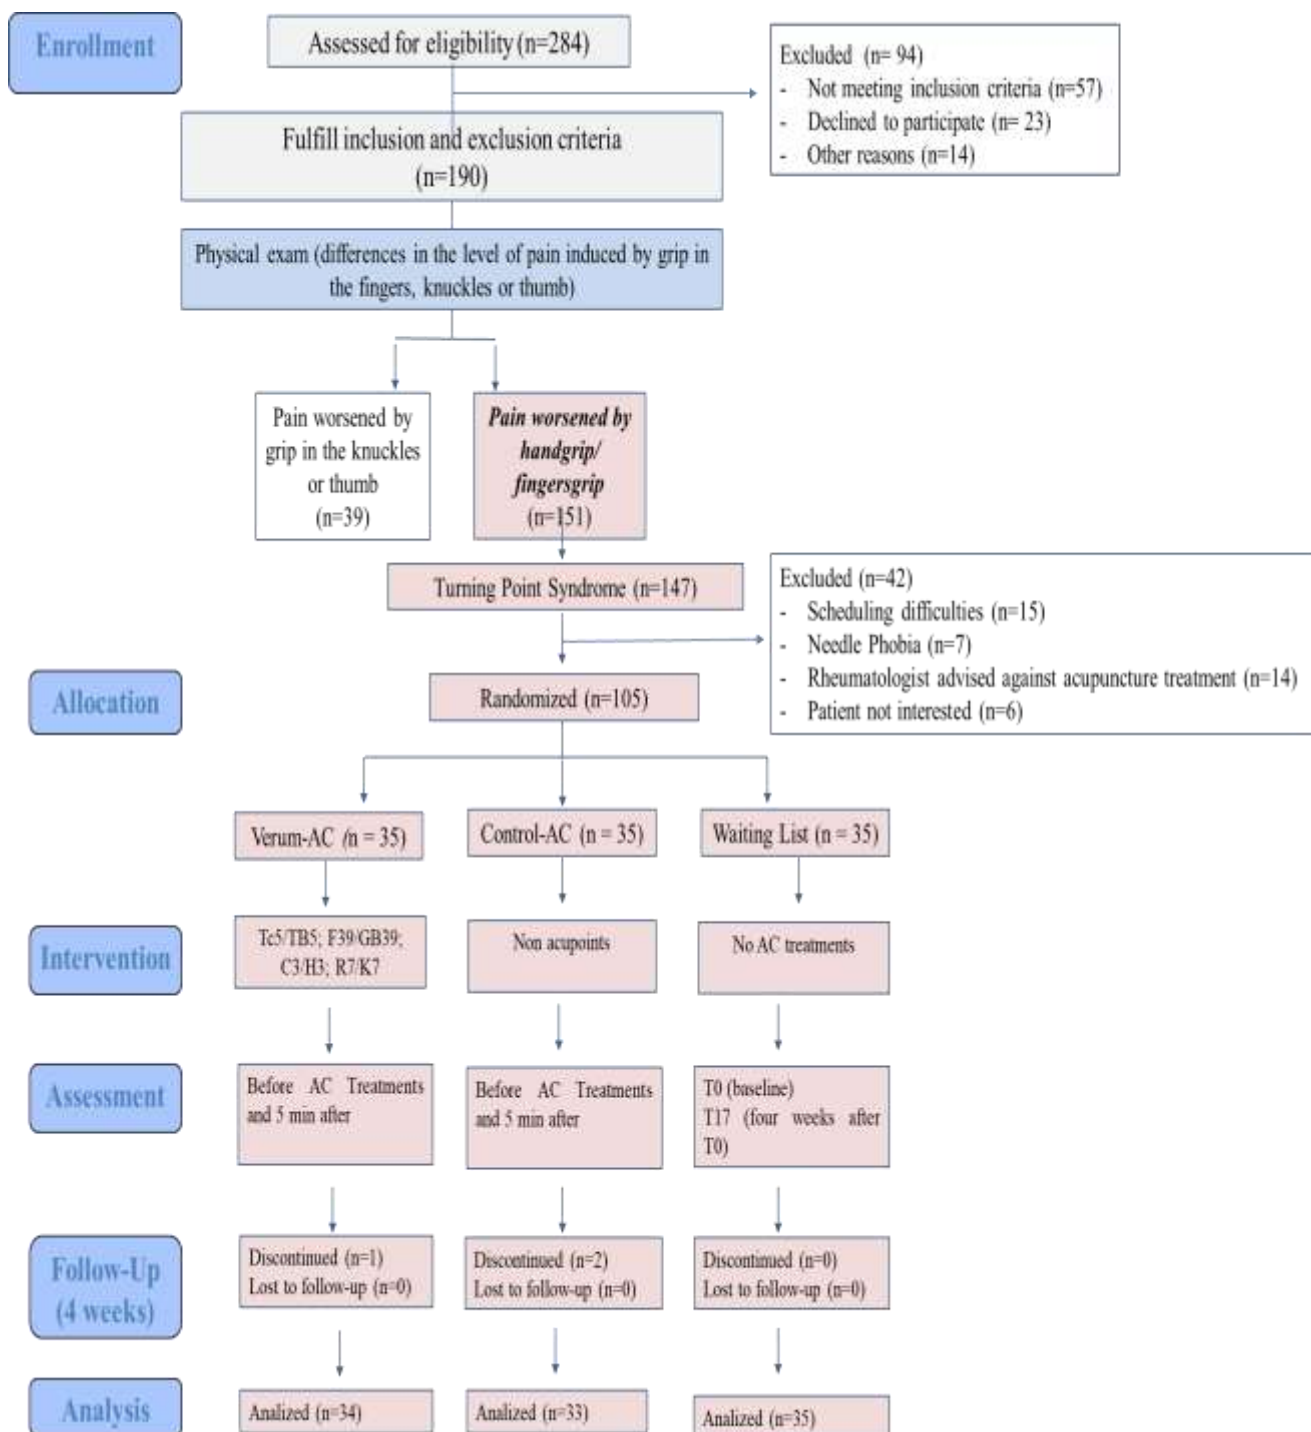 Enrollment
Assessed for eligibility (n=284)
Excluded (n= 94)
- Not meeting inclusion criteria (n=57)
- Declined to participate (n= 23)
- Other reasons (n=14)
Fulfill inclusion and exclusion criteria
(n=190)
Physical exam (differences in the level of pain induced by grip in
the fingers, knuckles or thumb)
Pain worsened by
grip in the knuckles
or thumb
(n=39)
Pain worsened by
handgrip/
fingersgrip
(n=151)
Turning Point Syndrome (n=147)
Excluded (n=42)
- Scheduling difficulties (n=15)
- Needle Phobia (n=7)
- Rheumatologist advised against acupuncture treatment (n=14)
- Patient not interested (n=6)
Allocation
Randomized (n=105)
Verum-AC (n = 35)
Control-AC (n = 35)
Waiting List (n = 35)
Intervention
Tc5/TB5; F39/GB39;
C3/H3; R7/K7
Non acupoints
No AC treatments
Assessment
Before AC Treatments
and 5 min after
Before AC Treatments
and 5 min after
T0 (baseline)
T17 (four weeks after
T0)
Follow-Up
(4 weeks)
Discontinued (n=1)
Lost to follow-up (n=0)
Discontinued (n=2)
Lost to follow-up (n=0)
Discontinued (n=0)
Lost to follow-up (n=0)
Analysis
Analized (n=34)
Analized (n=33)
Analized (n=35)